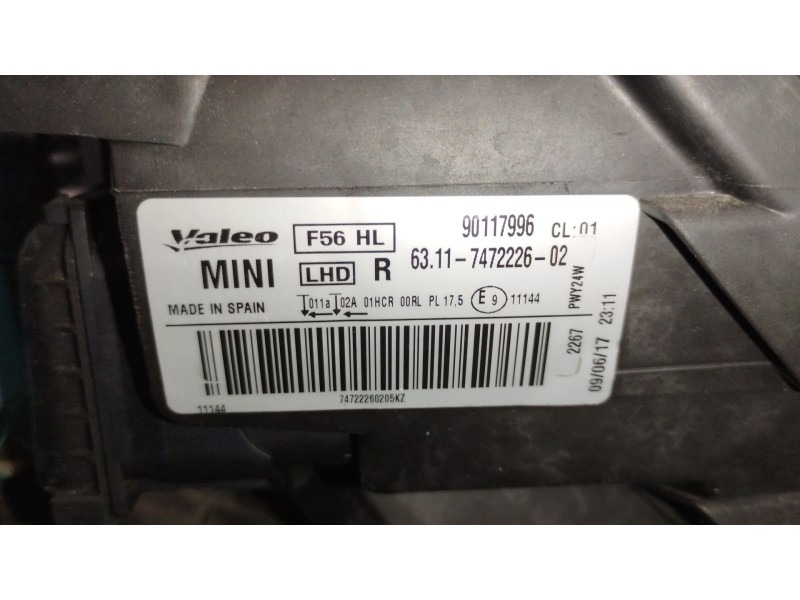 Valeo F56 HL 90117996 CL:01
MINI LHD R 63.11-7472226-02
MADE IN SPAIN 011a 02A 01HCR 00RL PL 17,5 E 9 11144
PWY24W
2267
09/06/17 23:11
11144
74722260205KZ